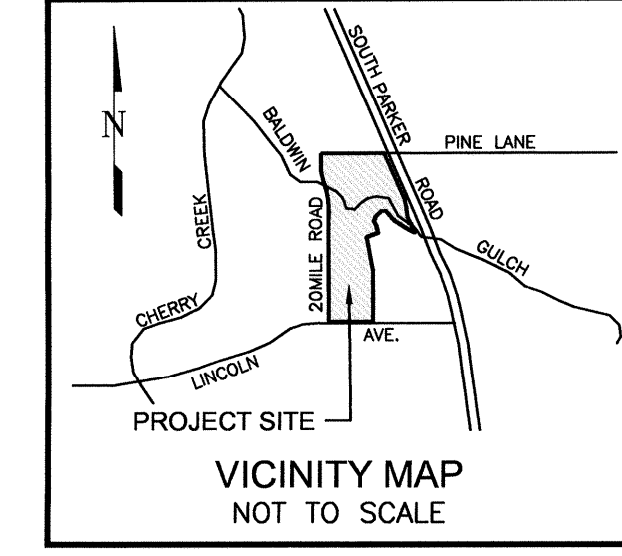 SOUTH PARKER
ROAD
N
BALDWIN
GULCH
PINE LANE
CHERRY
CREEK
20MILE ROAD
LINCOLN
AVE.
PROJECT SITE
VICINITY MAP
NOT TO SCALE